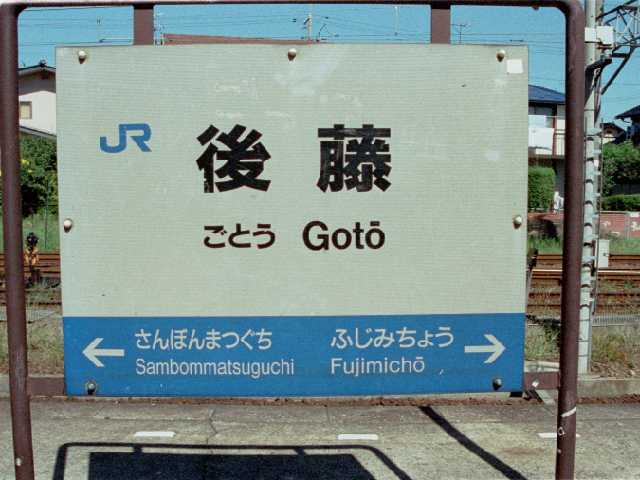 JR
後藤
ごとう Gotō
さんぼんまつぐち ふじみちょう
← Sambommatsuguchi Fujimichō →